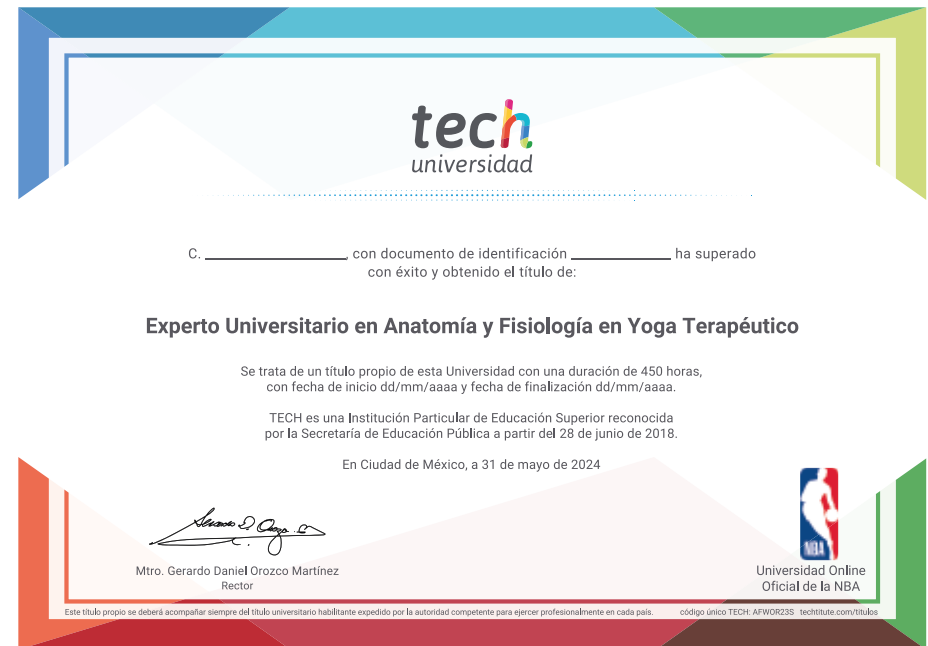 tech
universidad
C. ____________, con documento de identificación ____________ ha superado
con éxito y obtenido el título de:
Experto Universitario en Anatomía y Fisiología en Yoga Terapéutico
Se trata de un título propio de esta Universidad con una duración de 450 horas,
con fecha de inicio dd/mm/aaaa y fecha de finalización dd/mm/aaaa.
TECH es una Institución Particular de Educación Superior reconocida
por la Secretaría de Educación Pública a partir del 28 de junio de 2018.
En Ciudad de México, a 31 de mayo de 2024
Mtro. Gerardo Daniel Orozco Martínez
Rector
NBA
Universidad Online
Oficial de la NBA
Este título propio se deberá acompañar siempre del título universitario habilitante expedido por la autoridad competente para ejercer profesionalmente en cada país. código único TECH: AFWOR23S techtitute.com/titulos